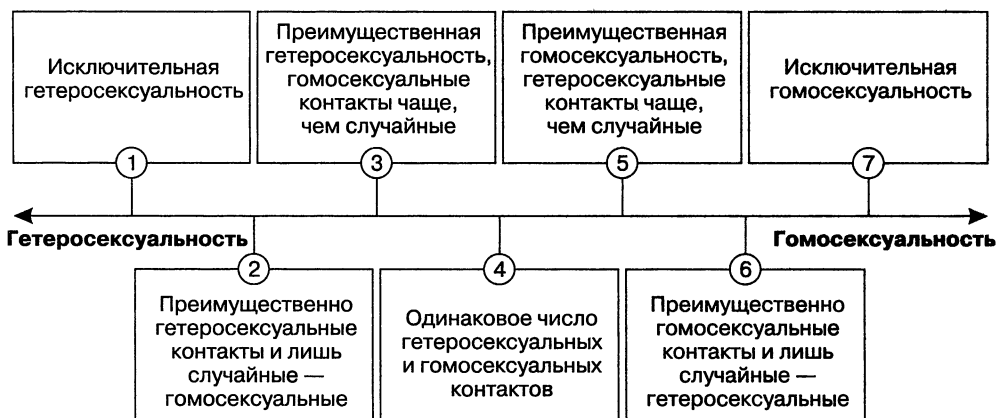 Исключительная
гетеросексуальность
1
Преимущественная
гетеросексуальность,
гомосексуальные
контакты чаще,
чем случайные
3
Преимущественная
гомосексуальность,
гетеросексуальные
контакты чаще,
чем случайные
5
Исключительная
гомосексуальность
7
Гетеросексуальность
Гомосексуальность
2
Преимущественно
гетеросексуальные
контакты и лишь
случайные —
гомосексуальные
4
Одинаковое число
гетеросексуальных
и гомосексуальных
контактов
6
Преимущественно
гомосексуальные
контакты и лишь
случайные —
гетеросексуальные